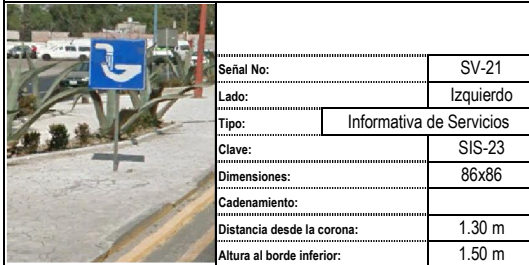 Señal No: SV-21
Lado: Izquierdo
Tipo: Informativa de Servicios
Clave: SIS-23
Dimensiones: 86x86
Cadenamiento:
Distancia desde la corona: 1.30 m
Altura al borde inferior: 1.50 m